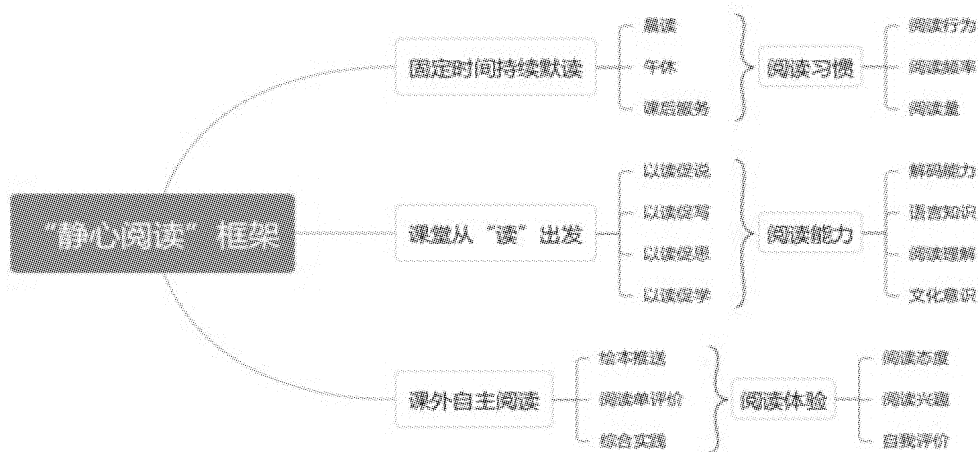 “静心阅读”框架
固定时间持续默读
晨读
午休
课后服务
阅读习惯
阅读行为
阅读频率
阅读量
课堂从“读”出发
以读促说
以读促写
以读促思
以读促学
阅读能力
解码能力
语言知识
阅读理解
文化意识
课外自主阅读
绘本推送
阅读单评价
综合实践
阅读体验
阅读态度
阅读兴趣
自我评价